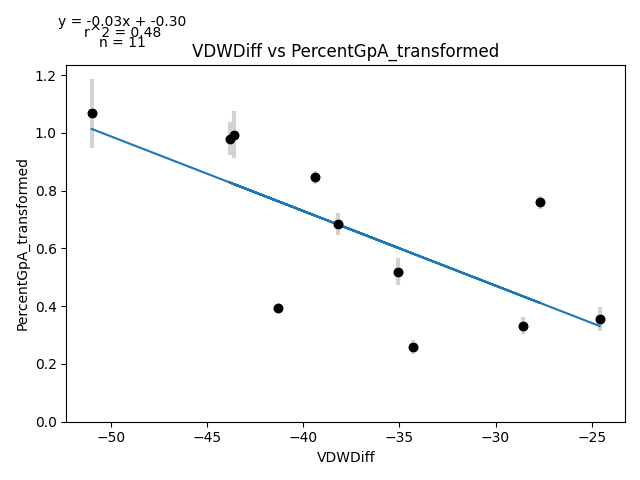 y = -0.03x + -0.30
r^2 = 0.48
n = 11
VDWDiff vs PercentGpA_transformed
1.2
1.0
0.8
0.6
0.4
0.2
0.0
PercentGpA_transformed
−50
−45
−40
−35
−30
−25
VDWDiff